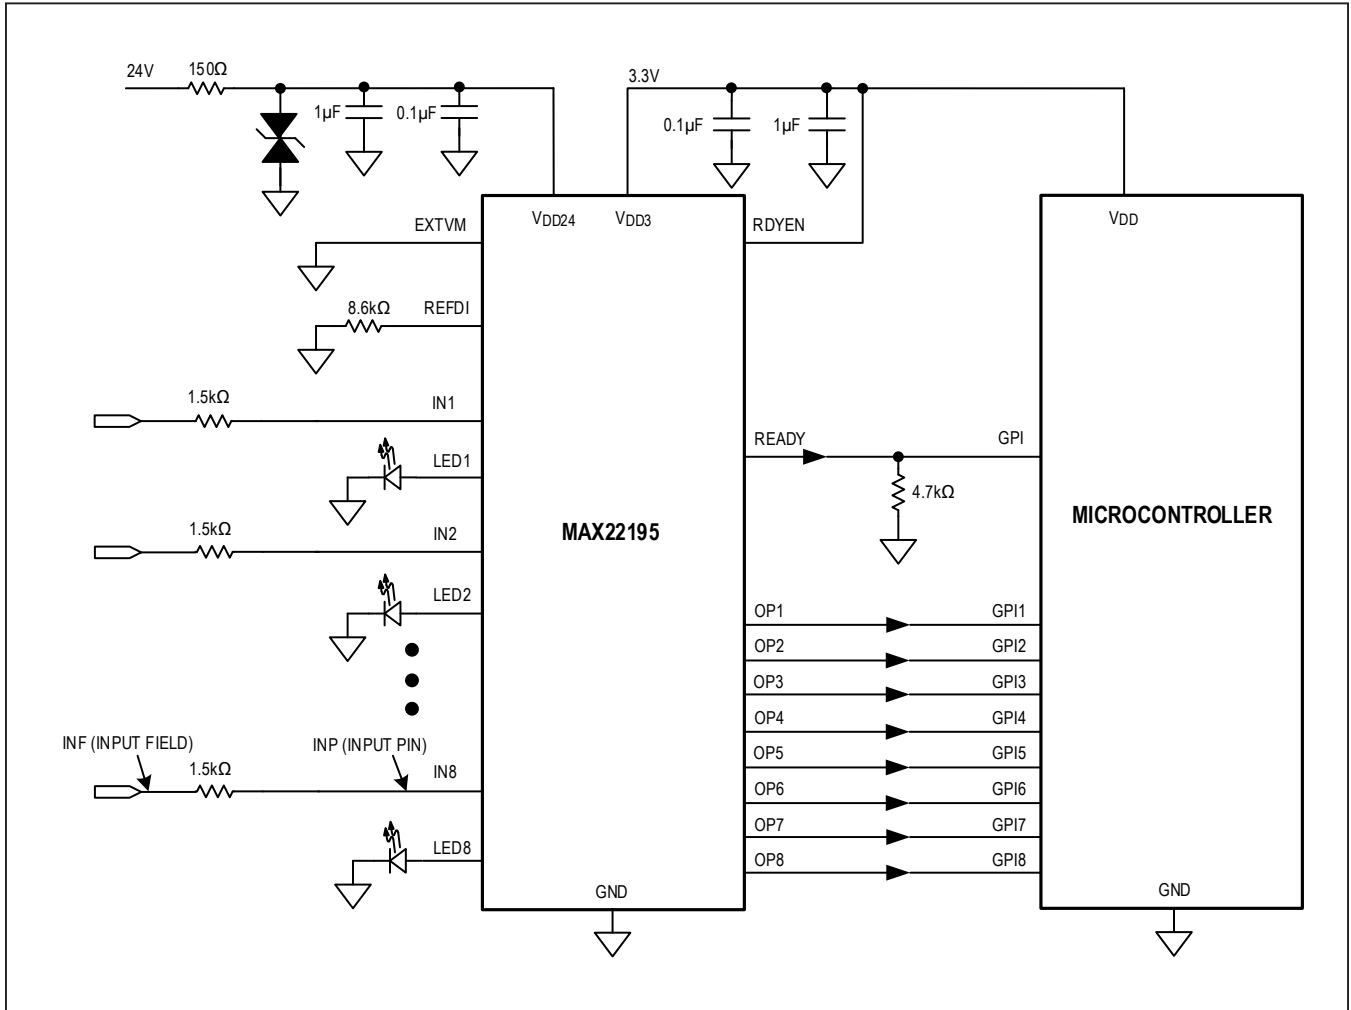 24V
150Ω
1µF
0.1µF
3.3V
0.1µF
1µF
EXTVM
VDD24
VDD3
RDYEN
VDD
8.6kΩ
REFDI
1.5kΩ
IN1
LED1
READY
GPI
4.7kΩ
1.5kΩ
IN2
MAX22195
MICROCONTROLLER
LED2
OP1
GPI1
OP2
GPI2
OP3
GPI3
OP4
GPI4
OP5
GPI5
OP6
GPI6
OP7
GPI7
OP8
GPI8
INF (INPUT FIELD)
INP (INPUT PIN)
1.5kΩ
IN8
LED8
GND
GND